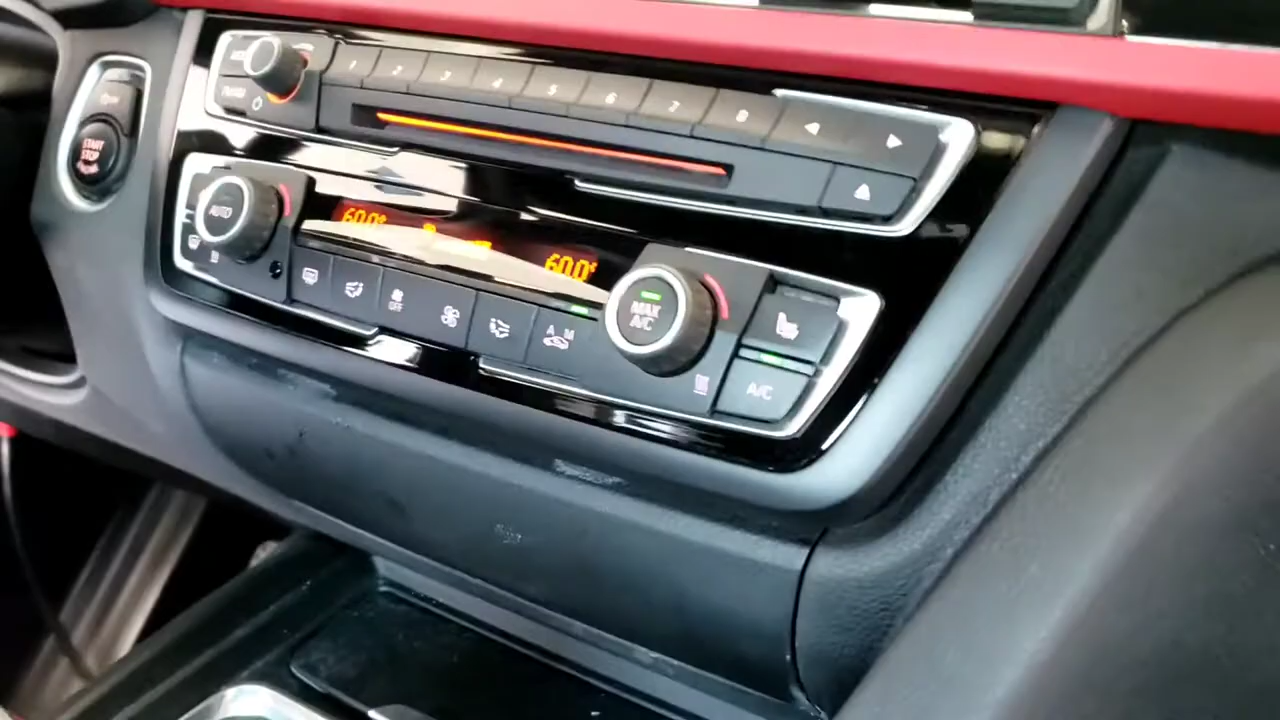 1 2 3 4 5 6 7 8
START
STOP
AUTO
60.0°
60.0°
OFF
A M
MAX
A/C
A/C